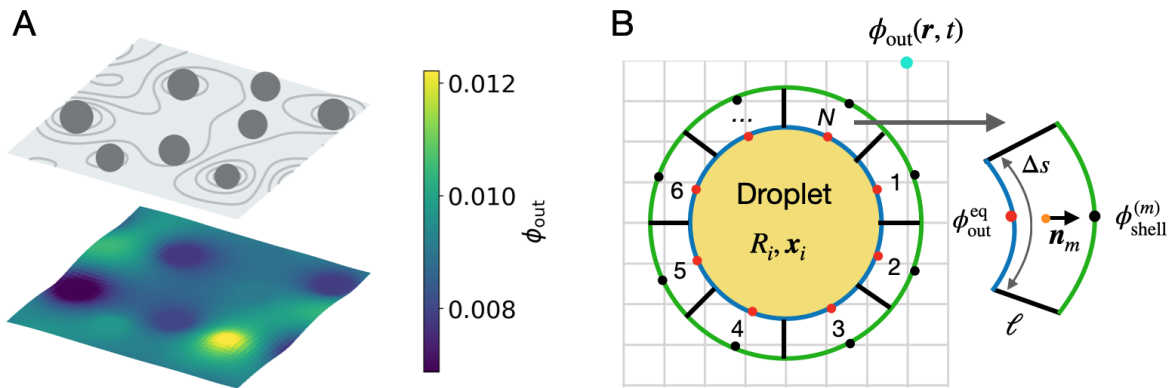 A
0.012
0.010
0.008
ϕ_out
B
ϕ_out(r, t)
... N
6 1
5 2
4 3
Droplet
R_i, x_i
Δs
ϕ_out^eq
n_m
ϕ_shell^(m)
ℓ